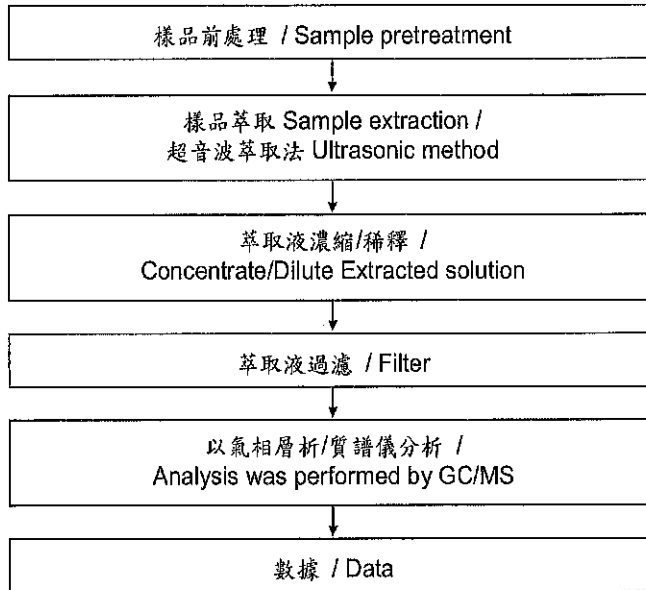 樣品前處理 / Sample pretreatment
樣品萃取 Sample extraction /
超音波萃取法 Ultrasonic method
萃取液濃縮/稀釋 /
Concentrate/Dilute Extracted solution
萃取液過濾 / Filter
以氣相層析/質譜儀分析 /
Analysis was performed by GC/MS
數據 / Data